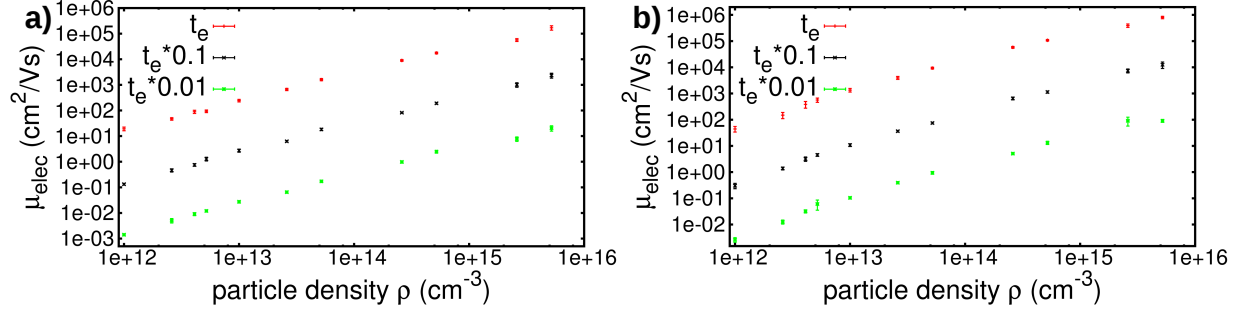 a)
μelec (cm2/Vs)
1e+06
1e+05
1e+04
1e+03
1e+02
1e+01
1e+00
1e-01
1e-02
1e-03
te
te*0.1
te*0.01
1e+12 1e+13 1e+14 1e+15 1e+16
particle density ρ (cm-3)
b)
μelec (cm2/Vs)
1e+06
1e+05
1e+04
1e+03
1e+02
1e+01
1e+00
1e-01
1e-02
te
te*0.1
te*0.01
1e+12 1e+13 1e+14 1e+15 1e+16
particle density ρ (cm-3)